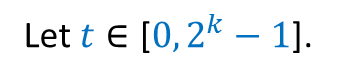 Let t ∈ [0, 2^k − 1].